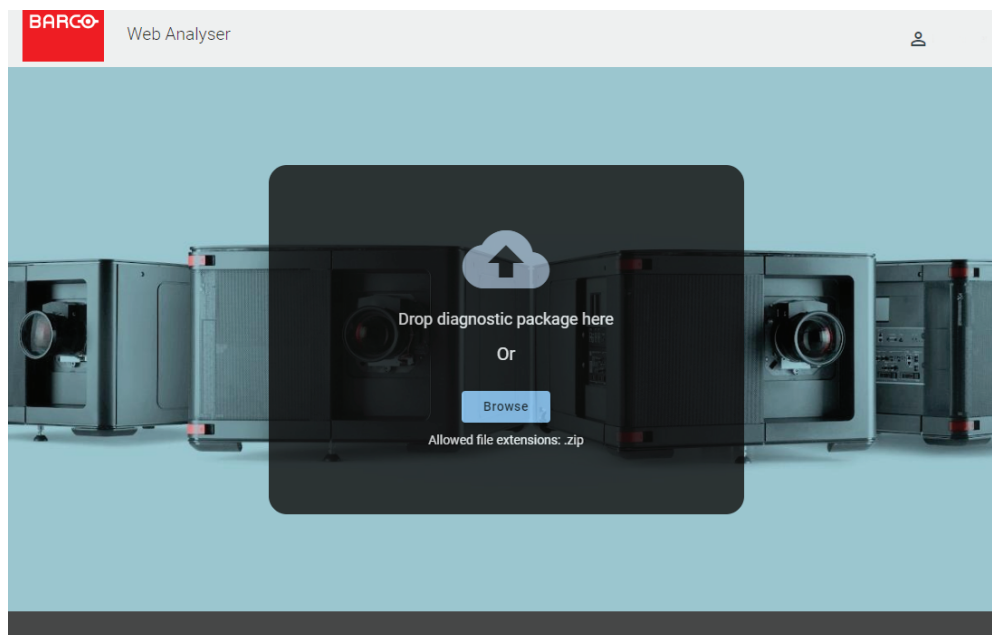 BARCO
Web Analyser
Drop diagnostic package here
Or
Browse
Allowed file extensions: .zip